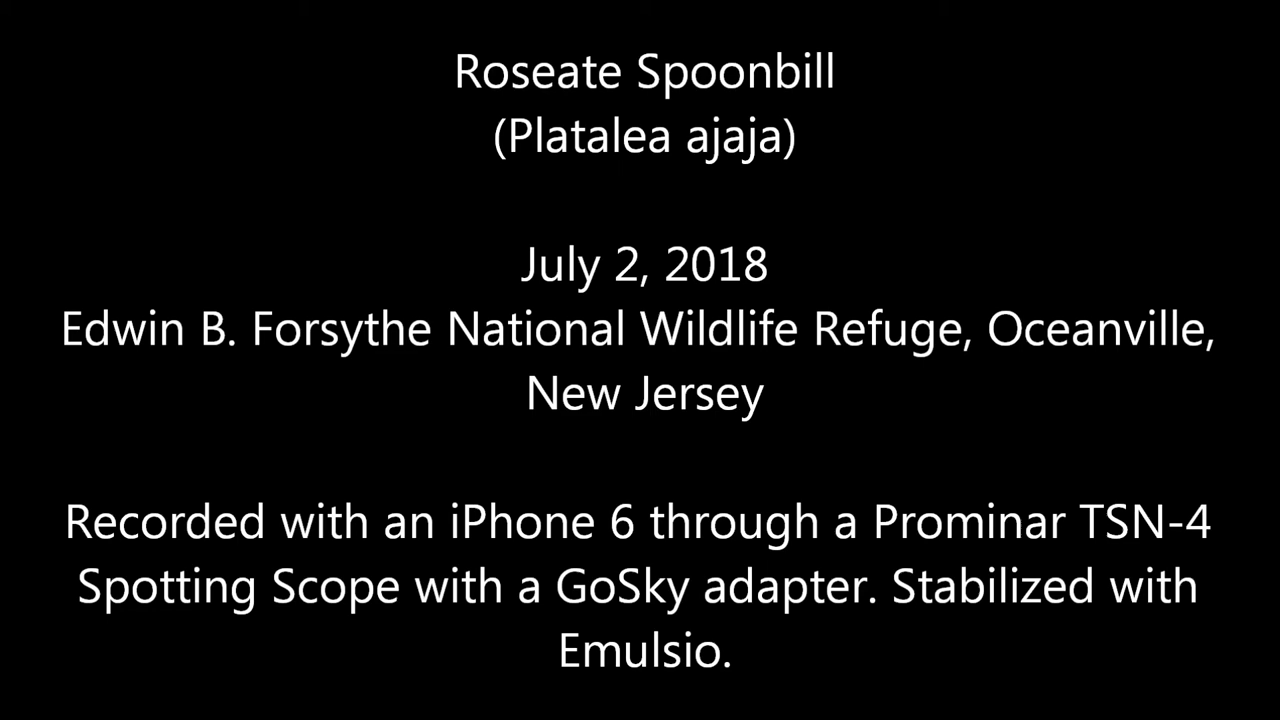 Roseate Spoonbill
(Platalea ajaja)
July 2, 2018
Edwin B. Forsythe National Wildlife Refuge, Oceanville,
New Jersey
Recorded with an iPhone 6 through a Prominar TSN-4
Spotting Scope with a GoSky adapter. Stabilized with
Emulsio.